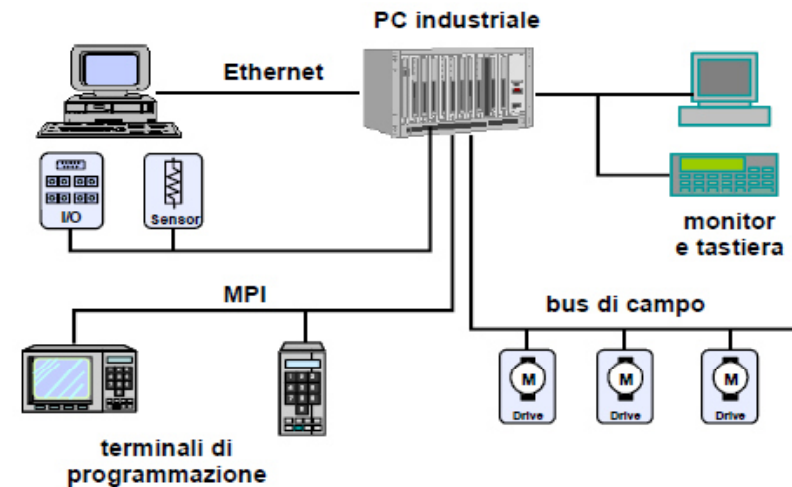 PC industriale
Ethernet
I/O
Sensor
monitor
e tastiera
MPI
bus di campo
M
M
M
Drive
Drive
Drive
terminali di
programmazione